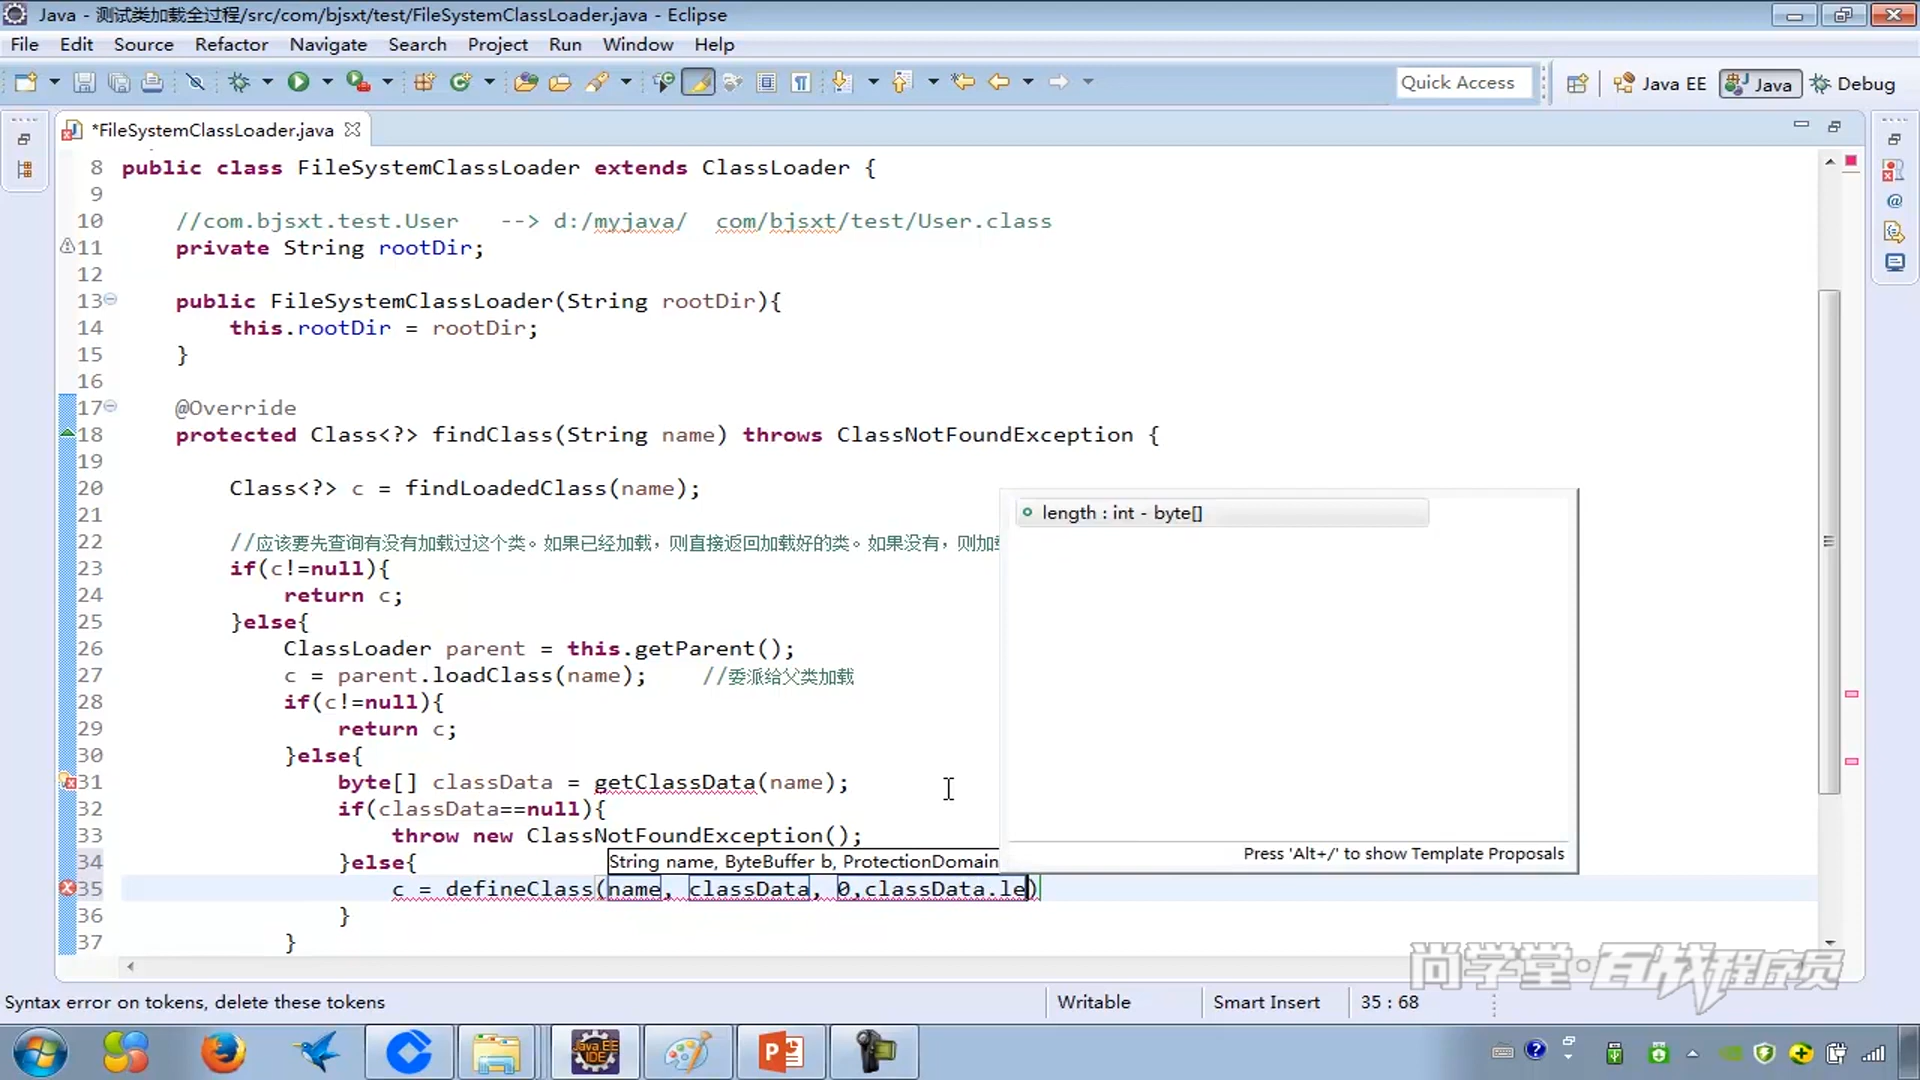 Java - 测试类加载全过程/src/com/bjsxt/test/FileSystemClassLoader.java - Eclipse
File Edit Source Refactor Navigate Search Project Run Window Help
Quick Access Java EE Java Debug
*FileSystemClassLoader.java
8 public class FileSystemClassLoader extends ClassLoader {
9
10 //com.bjsxt.test.User --> d:/myjava/ com/bjsxt/test/User.class
11 private String rootDir;
12
13 public FileSystemClassLoader(String rootDir){
14 this.rootDir = rootDir;
15 }
16
17 @Override
18 protected Class<?> findClass(String name) throws ClassNotFoundException {
19
20 Class<?> c = findLoadedClass(name);
21
length : int - byte[]
22 //应该要先查询有没有加载过这个类。如果已经加载，则直接返回加载好的类。如果没有，则加
23 if(c!=null){
24 return c;
25 }else{
26 ClassLoader parent = this.getParent();
27 c = parent.loadClass(name); //委派给父类加载
28 if(c!=null){
29 return c;
30 }else{
31 byte[] classData = getClassData(name);
32 if(classData==null){
33 throw new ClassNotFoundException();
Press 'Alt+/' to show Template Proposals
34 }else{
String name, ByteBuffer b, ProtectionDomain
35 c = defineClass(name, classData, 0,classData.le)
36 }
37 }
尚学堂·百战程序员
Syntax error on tokens, delete these tokens Writable Smart Insert 35 : 68
Java EE
IDE